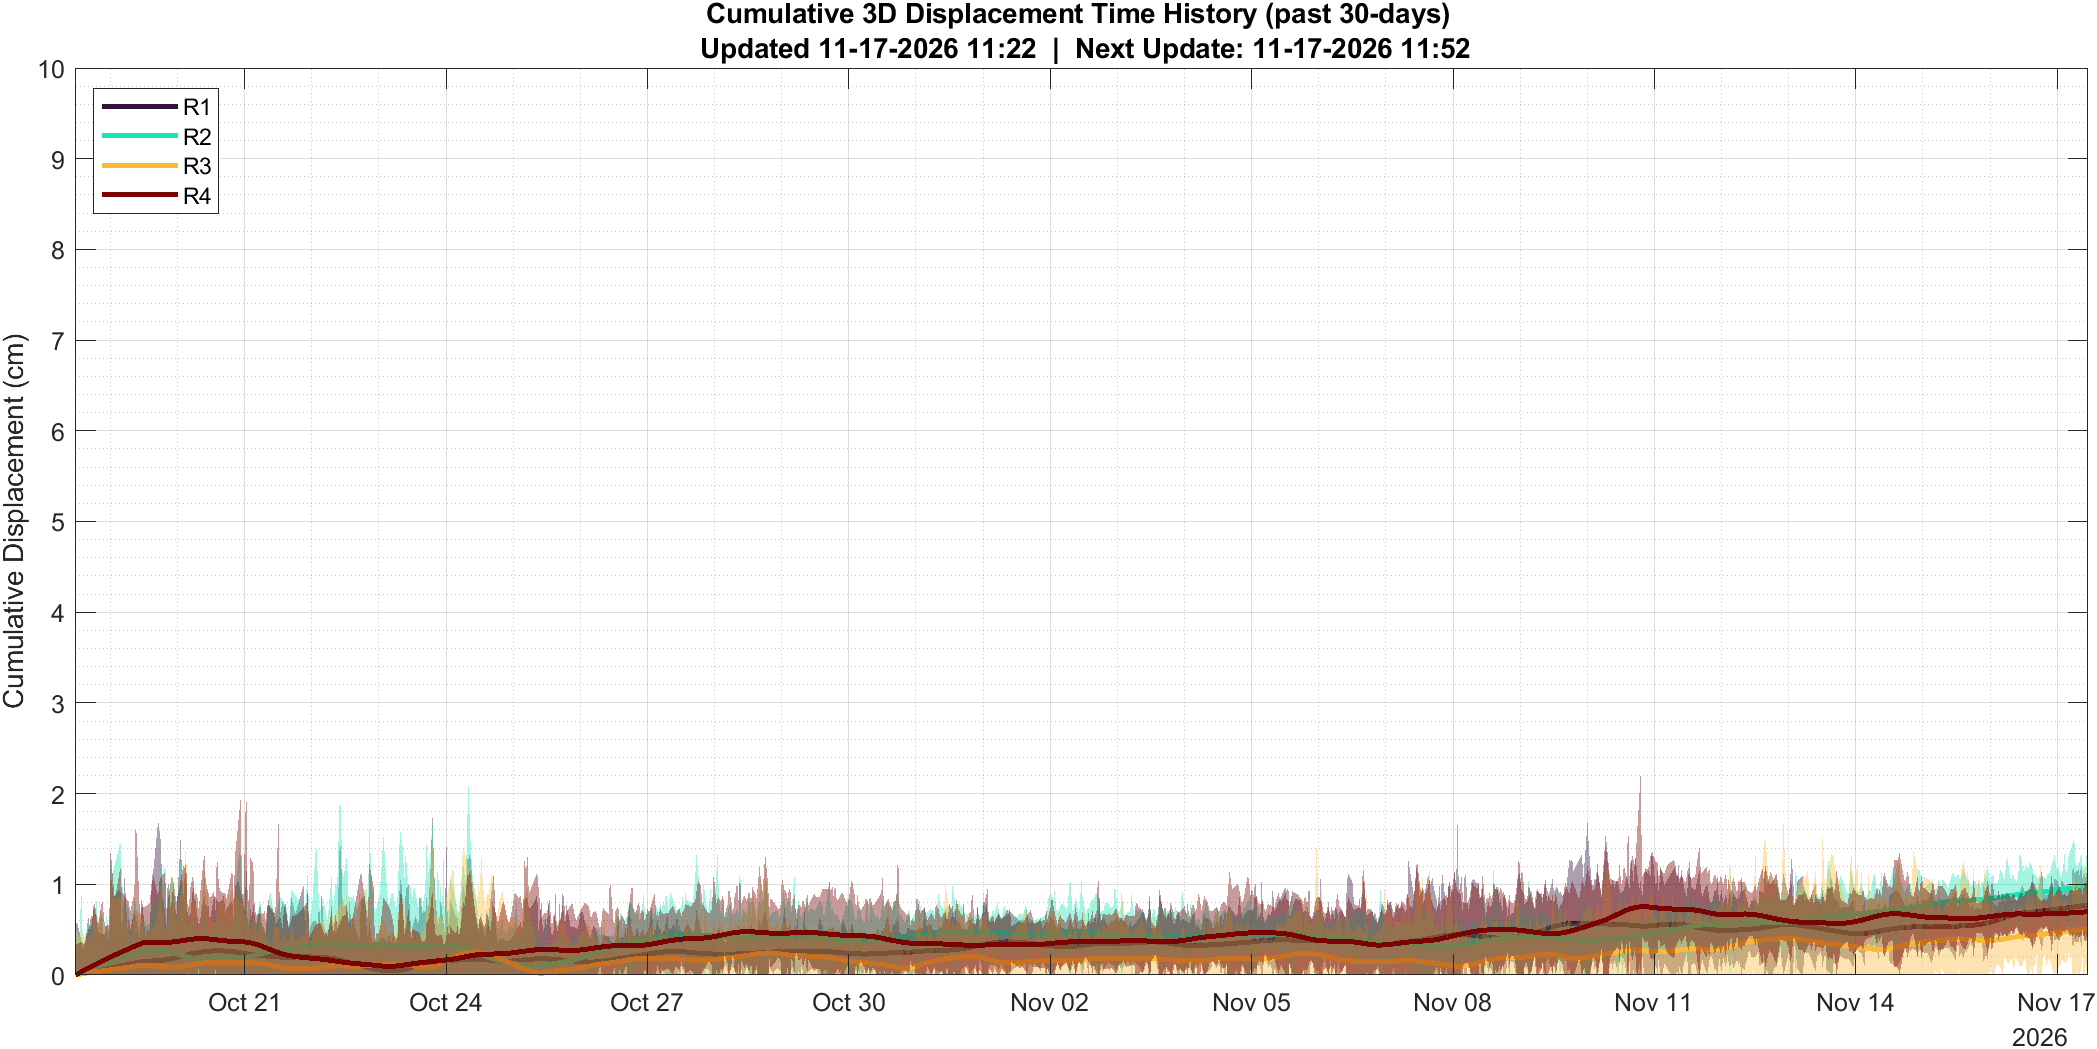 Cumulative 3D Displacement Time History (past 30-days)
Updated 11-17-2026 11:22 | Next Update: 11-17-2026 11:52
R1
R2
R3
R4
Cumulative Displacement (cm)
10
9
8
7
6
5
4
3
2
1
0
Oct 21 Oct 24 Oct 27 Oct 30 Nov 02 Nov 05 Nov 08 Nov 11 Nov 14 Nov 17
2026